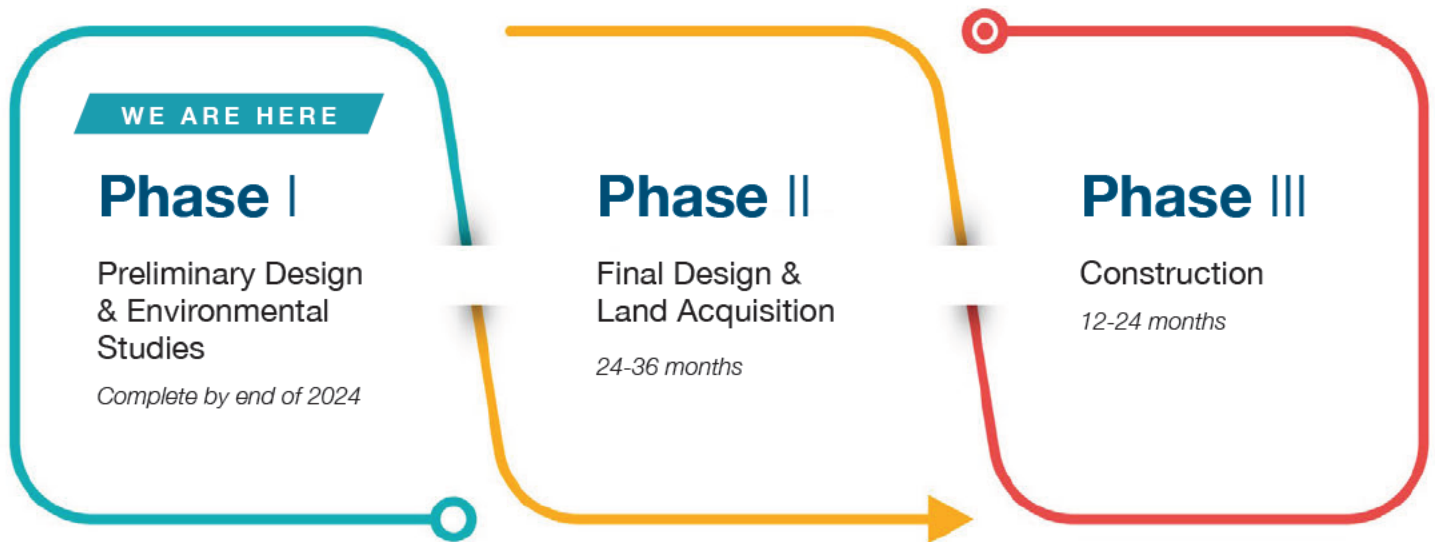 WE ARE HERE
Phase I
Preliminary Design
& Environmental
Studies
Complete by end of 2024
Phase II
Final Design &
Land Acquisition
24-36 months
Phase III
Construction
12-24 months